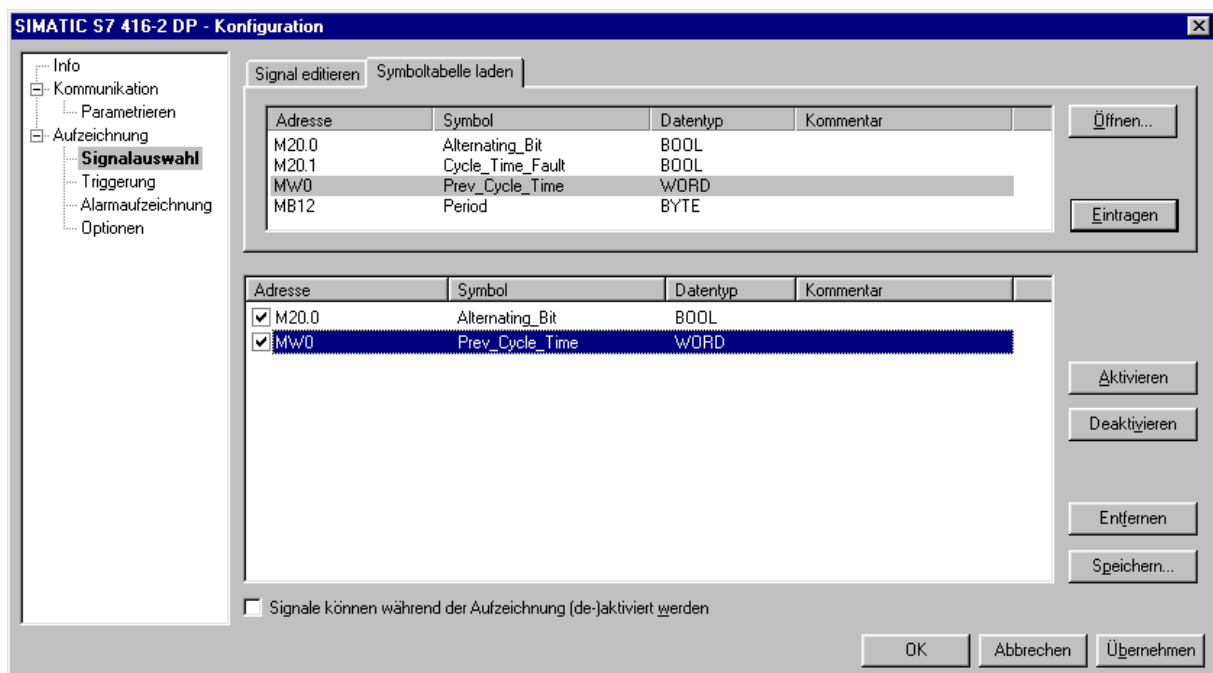 SIMATIC S7 416-2 DP - Konfiguration
Info
Kommunikation
Parametrieren
Aufzeichnung
Signalauswahl
Triggerung
Alarmaufzeichnung
Optionen
Signal editieren Symboltabelle laden
Adresse Symbol Datentyp Kommentar
M20.0 Alternating_Bit BOOL
M20.1 Cycle_Time_Fault BOOL
MW0 Prev_Cycle_Time WORD
MB12 Period BYTE
Öffnen...
Eintragen
Adresse Symbol Datentyp Kommentar
M20.0 Alternating_Bit BOOL
MW0 Prev_Cycle_Time WORD
Aktivieren
Deaktivieren
Entfernen
Speichern...
Signale können während der Aufzeichnung (de-)aktiviert werden
OK Abbrechen Übernehmen